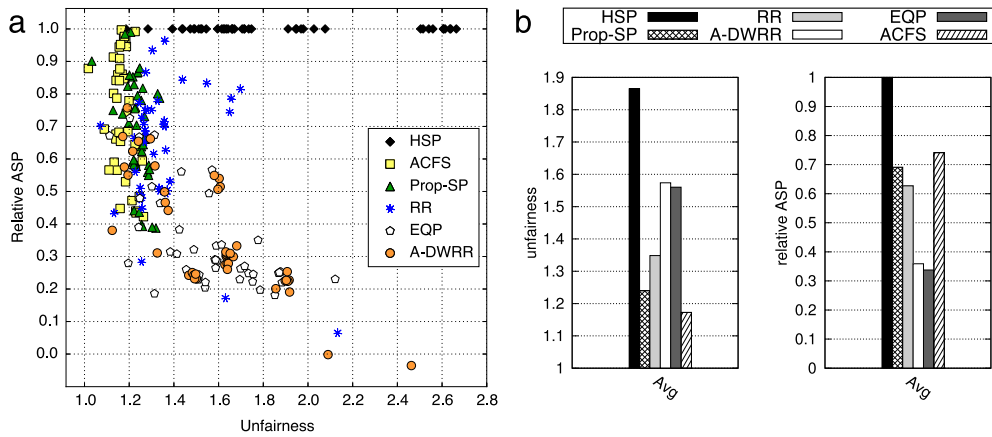 a
Relative ASP
1.0
0.9
0.8
0.7
0.6
0.5
0.4
0.3
0.2
0.1
0.0
1.0 1.2 1.4 1.6 1.8 2.0 2.2 2.4 2.6 2.8
Unfairness
HSP
ACFS
Prop-SP
RR
EQP
A-DWRR
b
HSP RR EQP
Prop-SP A-DWRR ACFS
unfairness
1.9
1.8
1.7
1.6
1.5
1.4
1.3
1.2
1.1
1
Avg
relative ASP
1
0.9
0.8
0.7
0.6
0.5
0.4
0.3
0.2
0.1
0
Avg